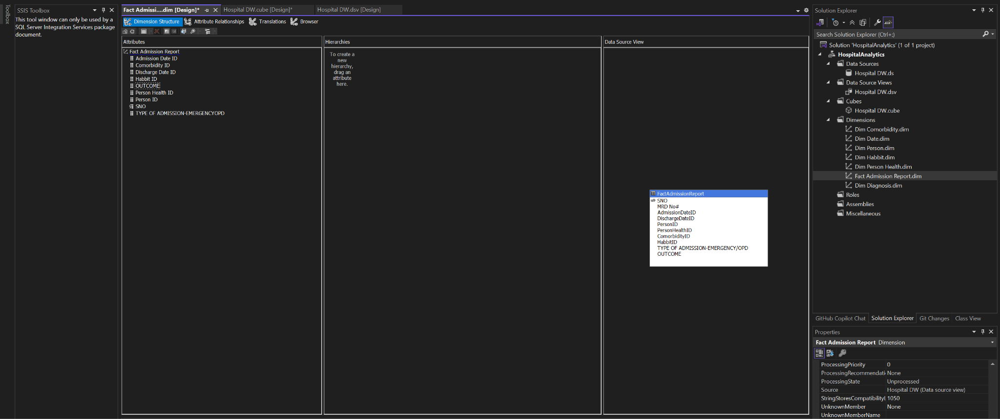 Toolbox
SSIS Toolbox
This tool window can only be used by a
SQL Server Integration Services package
document.
Fact Admissi....dim [Design]*
Hospital DW.cube [Design]*
Hospital DW.dsv [Design]
Dimension Structure
Attribute Relationships
Translations
Browser
Attributes
Fact Admission Report
Admission Date ID
Comorbidity ID
Discharge Date ID
Habbit ID
OUTCOME
Person Health ID
Person ID
SNO
TYPE OF ADMISSION-EMERGENCYOPD
Hierarchies
To create a
new
hierarchy,
drag an
attribute
here.
Data Source View
FactAdmissionReport
SNO
MRD No#
AdmissionDateID
DischargeDateID
PersonID
PersonHealthID
ComorbidityID
HabbitID
TYPE OF ADMISSION-EMERGENCY/OPD
OUTCOME
Solution Explorer
Search Solution Explorer (Ctrl+;)
Solution 'HospitalAnalytics' (1 of 1 project)
HospitalAnalytics
Data Sources
Hospital DW.ds
Data Source Views
Hospital DW.dsv
Cubes
Hospital DW.cube
Dimensions
Dim Comorbidity.dim
Dim Date.dim
Dim Person.dim
Dim Habbit.dim
Dim Person Health.dim
Fact Admission Report.dim
Dim Diagnosis.dim
Roles
Assemblies
Miscellaneous
GitHub Copilot Chat
Solution Explorer
Git Changes
Class View
Properties
Fact Admission Report Dimension
ProcessingPriority 0
ProcessingRecommendati None
ProcessingState Unprocessed
Source Hospital DW (Data source view)
StringStoresCompatibilityL 1050
UnknownMember None
UnknownMemberName